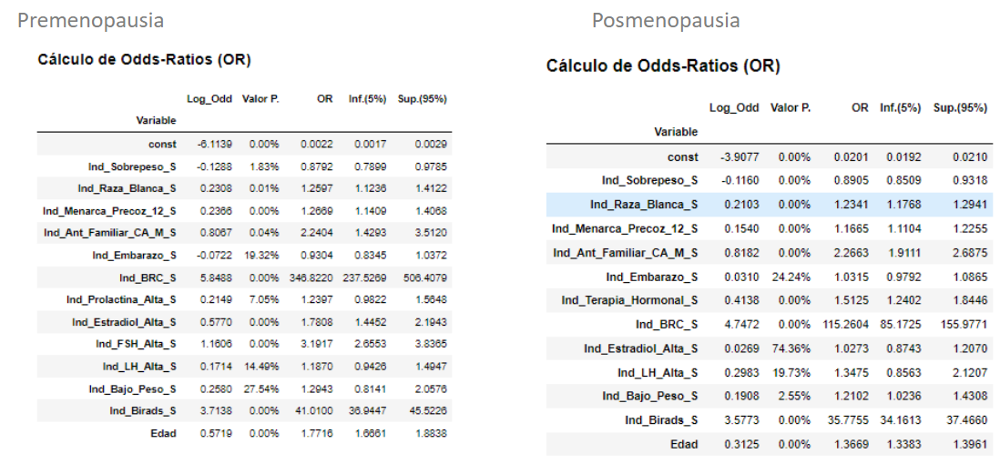 Premenopausia
Cálculo de Odds-Ratios (OR)
Log_Odd Valor P. OR Inf.(5%) Sup.(95%)
Variable
const -6.1139 0.00% 0.0022 0.0017 0.0029
Ind_Sobrepeso_S -0.1288 1.83% 0.8792 0.7899 0.9785
Ind_Raza_Blanca_S 0.2308 0.01% 1.2597 1.1236 1.4122
Ind_Menarca_Precoz_12_S 0.2366 0.00% 1.2669 1.1409 1.4068
Ind_Ant_Familiar_CA_M_S 0.8067 0.04% 2.2404 1.4293 3.5120
Ind_Embarazo_S -0.0722 19.32% 0.9304 0.8345 1.0372
Ind_BRC_S 5.8488 0.00% 346.8220 237.5269 506.4079
Ind_Prolactina_Alta_S 0.2149 7.05% 1.2397 0.9822 1.5648
Ind_Estradiol_Alta_S 0.5770 0.00% 1.7808 1.4452 2.1943
Ind_FSH_Alta_S 1.1606 0.00% 3.1917 2.6553 3.8365
Ind_LH_Alta_S 0.1714 14.49% 1.1870 0.9426 1.4947
Ind_Bajo_Peso_S 0.2580 27.54% 1.2943 0.8141 2.0576
Ind_Birads_S 3.7138 0.00% 41.0100 36.9447 45.5226
Edad 0.5719 0.00% 1.7716 1.6661 1.8838
Posmenopausia
Cálculo de Odds-Ratios (OR)
Log_Odd Valor P. OR Inf.(5%) Sup.(95%)
Variable
const -3.9077 0.00% 0.0201 0.0192 0.0210
Ind_Sobrepeso_S -0.1160 0.00% 0.8905 0.8509 0.9318
Ind_Raza_Blanca_S 0.2103 0.00% 1.2341 1.1768 1.2941
Ind_Menarca_Precoz_12_S 0.1540 0.00% 1.1665 1.1104 1.2255
Ind_Ant_Familiar_CA_M_S 0.8182 0.00% 2.2663 1.9111 2.6875
Ind_Embarazo_S 0.0310 24.24% 1.0315 0.9792 1.0865
Ind_Terapia_Hormonal_S 0.4138 0.00% 1.5125 1.2402 1.8446
Ind_BRC_S 4.7472 0.00% 115.2604 85.1725 155.9771
Ind_Estradiol_Alta_S 0.0269 74.36% 1.0273 0.8743 1.2070
Ind_LH_Alta_S 0.2983 19.73% 1.3475 0.8563 2.1207
Ind_Bajo_Peso_S 0.1908 2.55% 1.2102 1.0236 1.4308
Ind_Birads_S 3.5773 0.00% 35.7755 34.1613 37.4660
Edad 0.3125 0.00% 1.3669 1.3383 1.3961